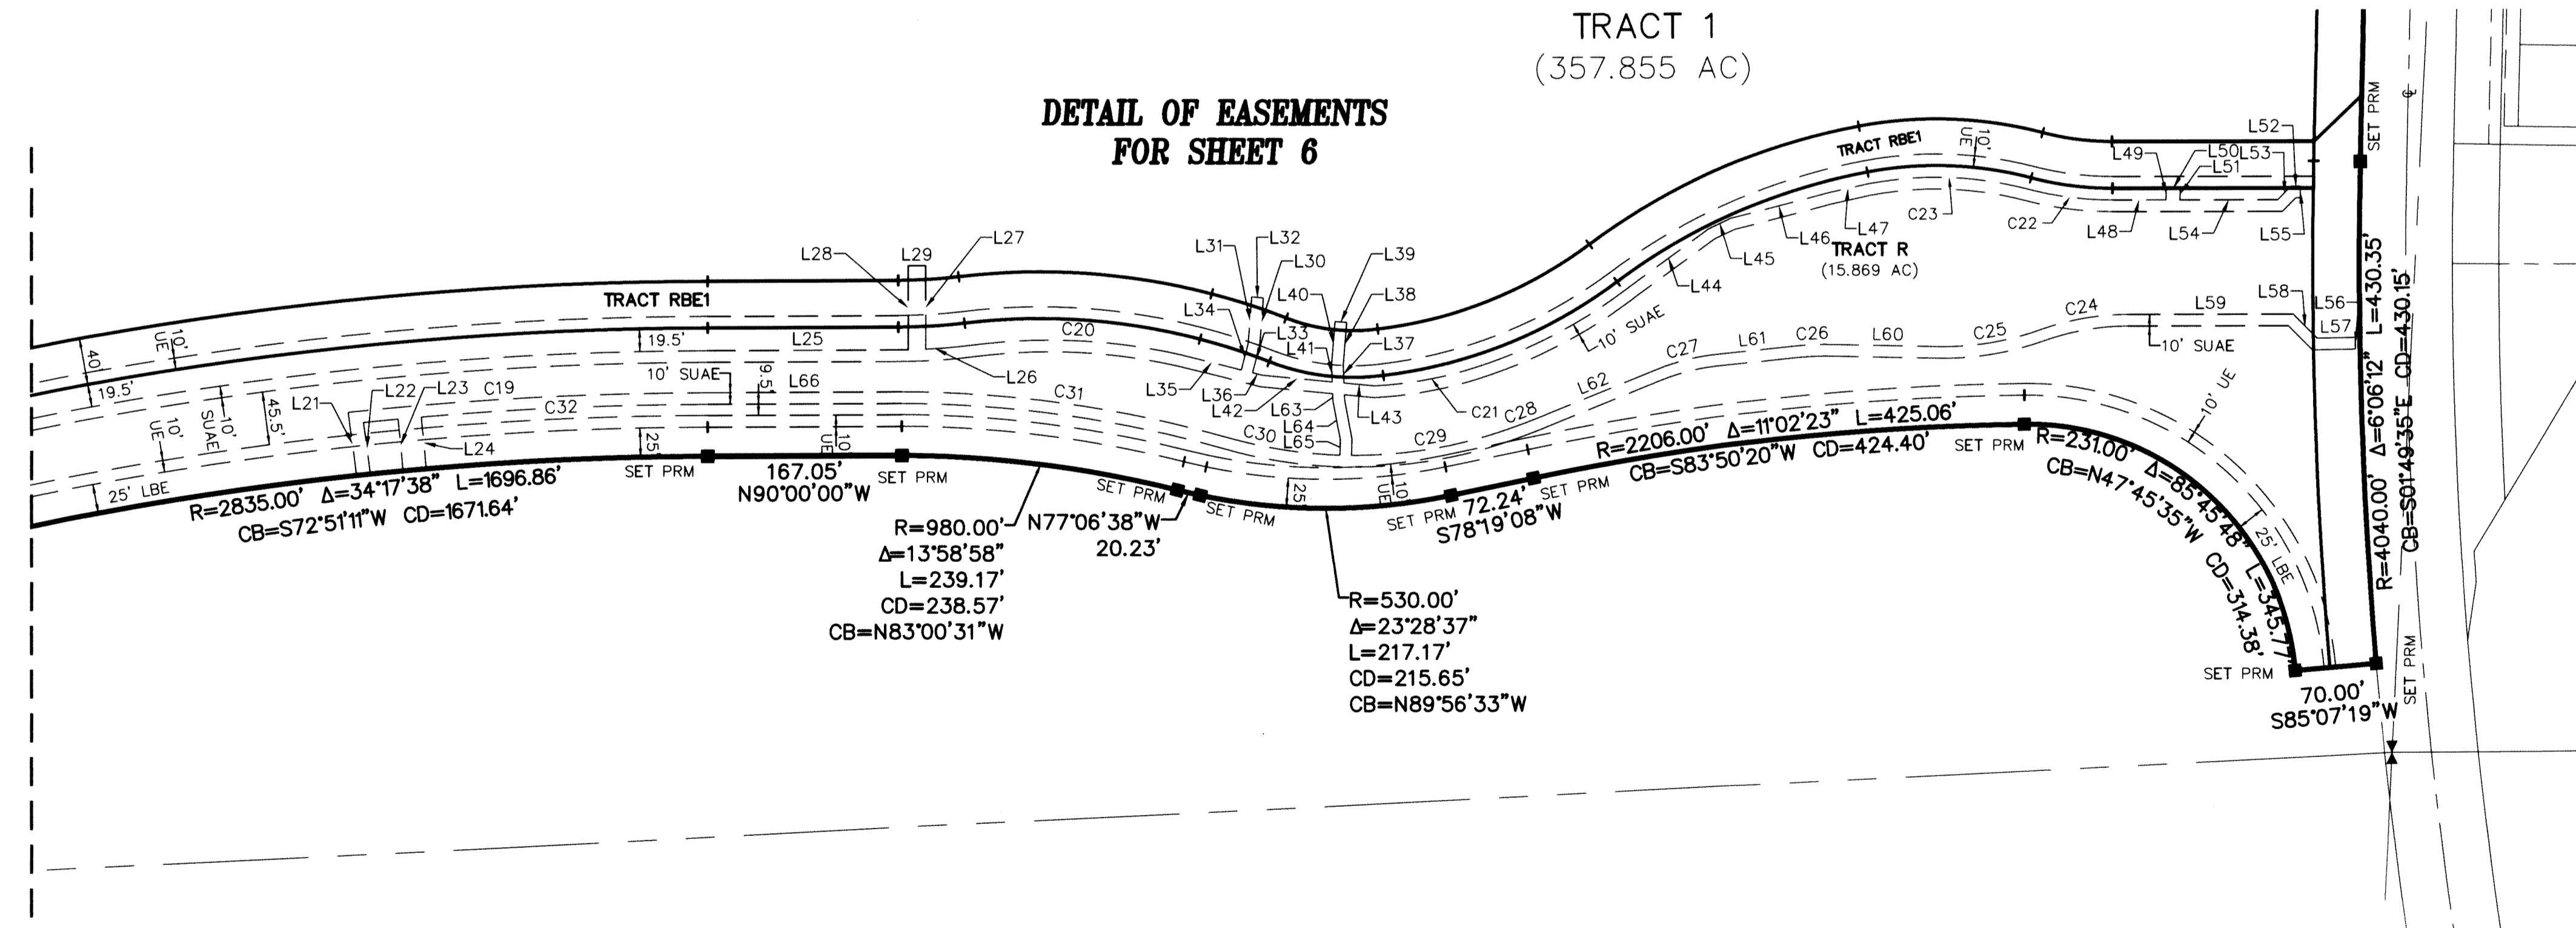 TRACT 1
(357.855 AC)
DETAIL OF EASEMENTS
FOR SHEET 6
SET PRM
℄
L52
TRACT RBE1
10'
UE
L49
L50
L53
L51
L46
L47
C23
C22
L48
L54
L55
L45
TRACT R
(15.869 AC)
L44
L31
L32
L30
L39
L40
L38
L28
L29
L27
TRACT RBE1
L34
L33
L41
L37
C20
10' SUAE
C24
L59
L58
L56
L57
10' SUAE
L61
C26
L60
C25
C27
L62
40
10'
UE
19.5'
19.5'
L25
10' SUAE
9.5'
L66
L26
L35
L36
L42
L63
L64
L65
L43
C21
C28
C29
C30
C31
L21
L22
L23
C19
C32
L24
45.5'
10'
SUAE
10'
UE
25' LBE
25'
10'
UE
25'
10'
UE
10' UE
25' LBE
R=2835.00' Δ=34°17'38" L=1696.86'
CB=S72°51'11"W CD=1671.64'
SET PRM
167.05'
N90°00'00"W
SET PRM
R=980.00'
Δ=13°58'58"
L=239.17'
CD=238.57'
CB=N83°00'31"W
SET PRM
N77°06'38"W
20.23'
SET PRM
R=530.00'
Δ=23°28'37"
L=217.17'
CD=215.65'
CB=N89°56'33"W
SET PRM
72.24'
S78°19'08"W
SET PRM
R=2206.00' Δ=11°02'23" L=425.06'
CB=S83°50'20"W CD=424.40'
SET PRM
R=231.00' Δ=85°45'48" L=345.77'
CB=N47°45'35"W CD=314.38'
SET PRM
70.00'
S85°07'19"W
SET PRM
R=4040.00' Δ=6°06'12" L=430.35'
CB=S01°49'35"E CD=430.15'